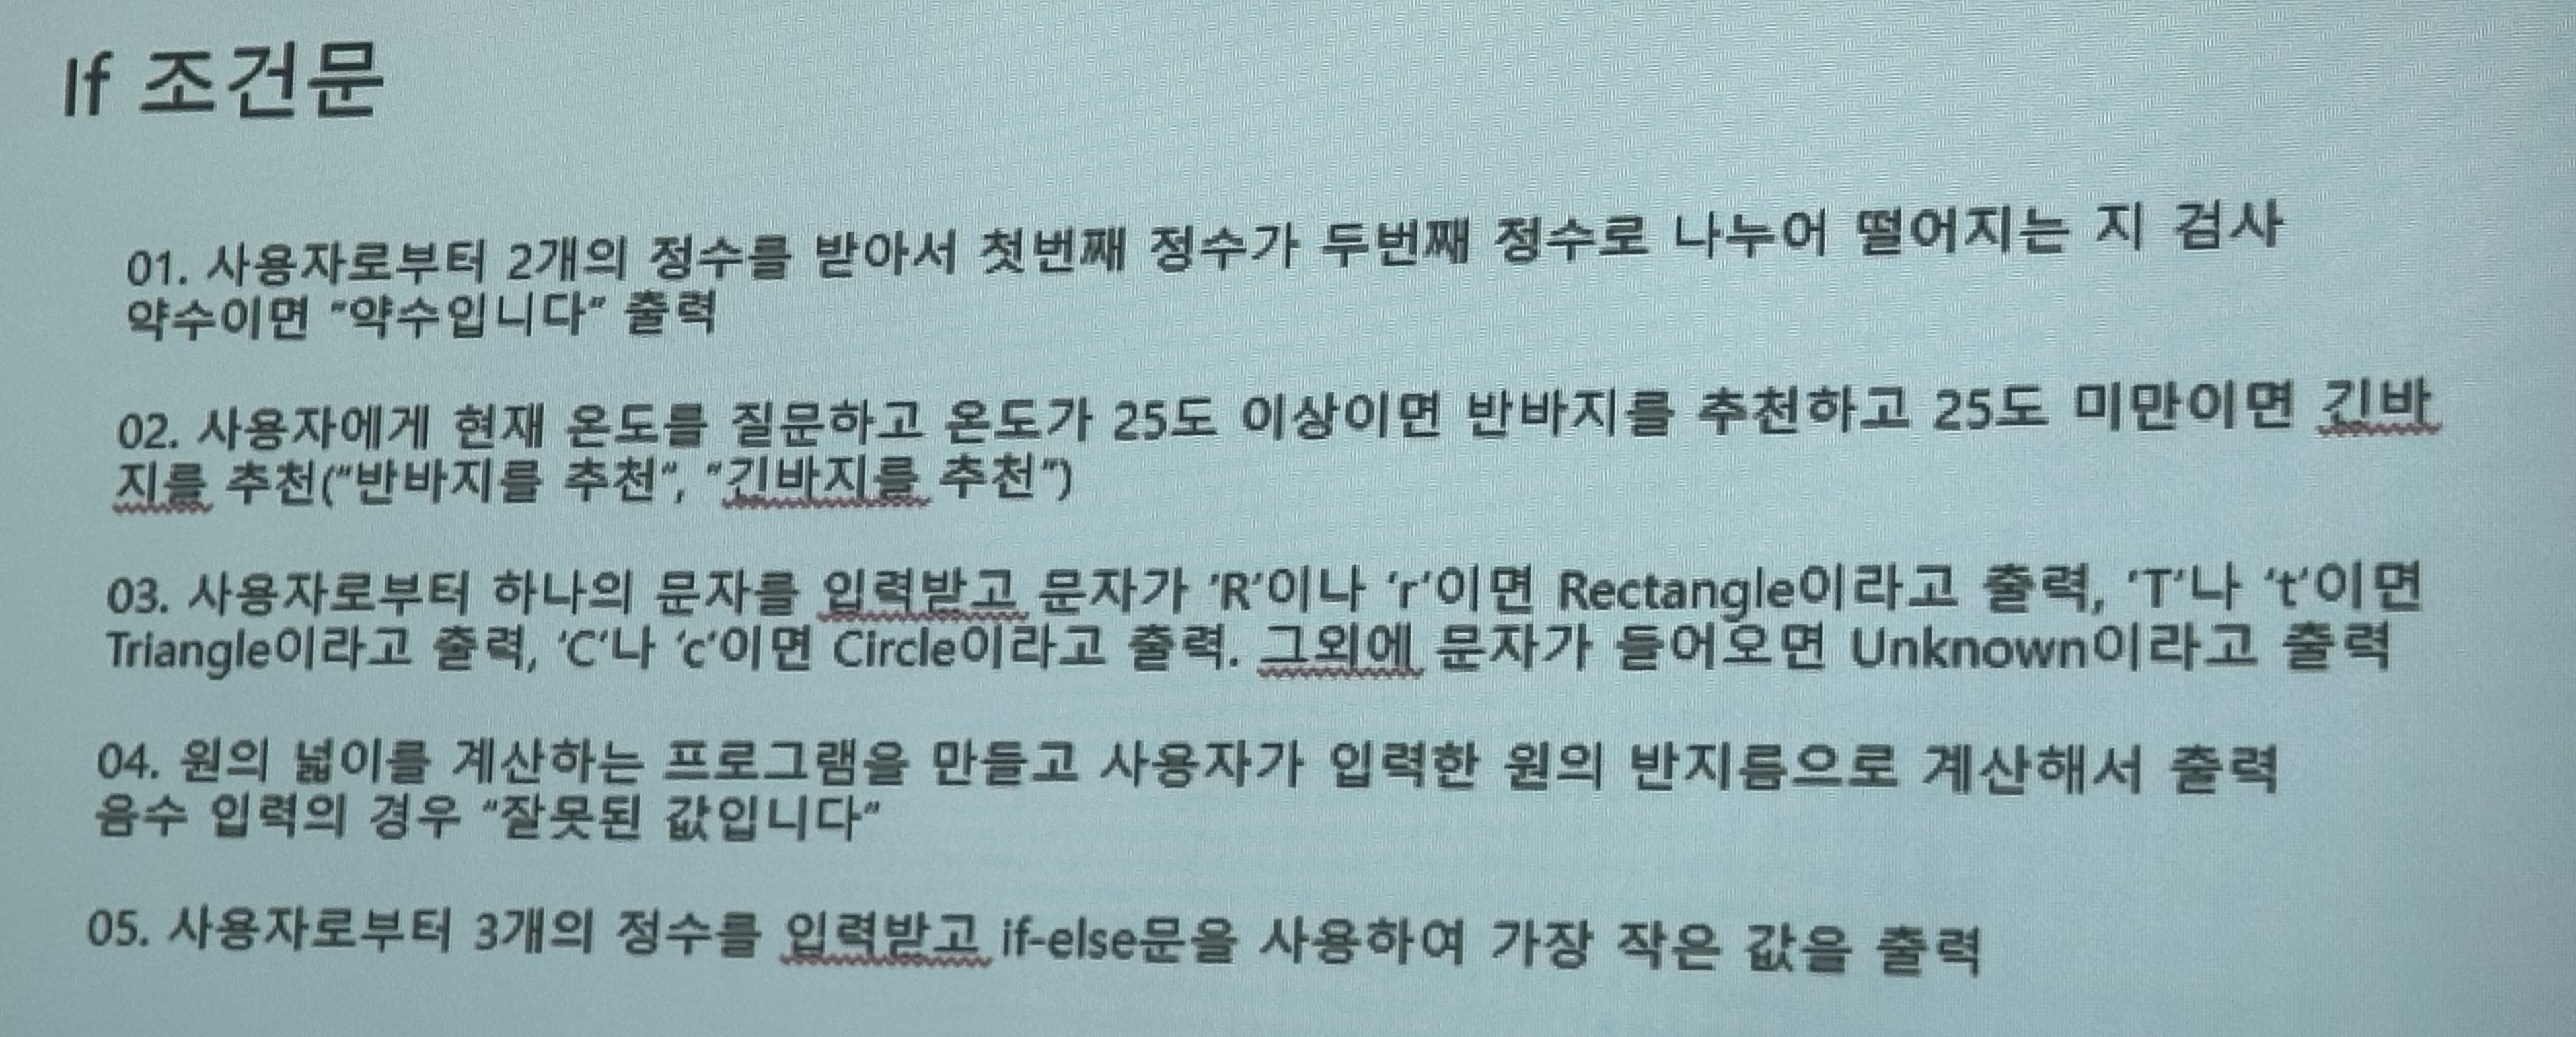 If 조건문
01. 사용자로부터 2개의 정수를 받아서 첫번째 정수가 두번째 정수로 나누어 떨어지는 지 검사
약수이면 “약수입니다” 출력
02. 사용자에게 현재 온도를 질문하고 온도가 25도 이상이면 반바지를 추천하고 25도 미만이면 긴바
지를 추천(“반바지를 추천”, “긴바지를 추천”)
03. 사용자로부터 하나의 문자를 입력받고 문자가 ‘R’이나 ‘r’이면 Rectangle이라고 출력, ‘T’나 ‘t’이면
Triangle이라고 출력, ‘C’나 ‘c’이면 Circle이라고 출력. 그외에 문자가 들어오면 Unknown이라고 출력
04. 원의 넓이를 계산하는 프로그램을 만들고 사용자가 입력한 원의 반지름으로 계산해서 출력
음수 입력의 경우 “잘못된 값입니다”
05. 사용자로부터 3개의 정수를 입력받고 if-else문을 사용하여 가장 작은 값을 출력